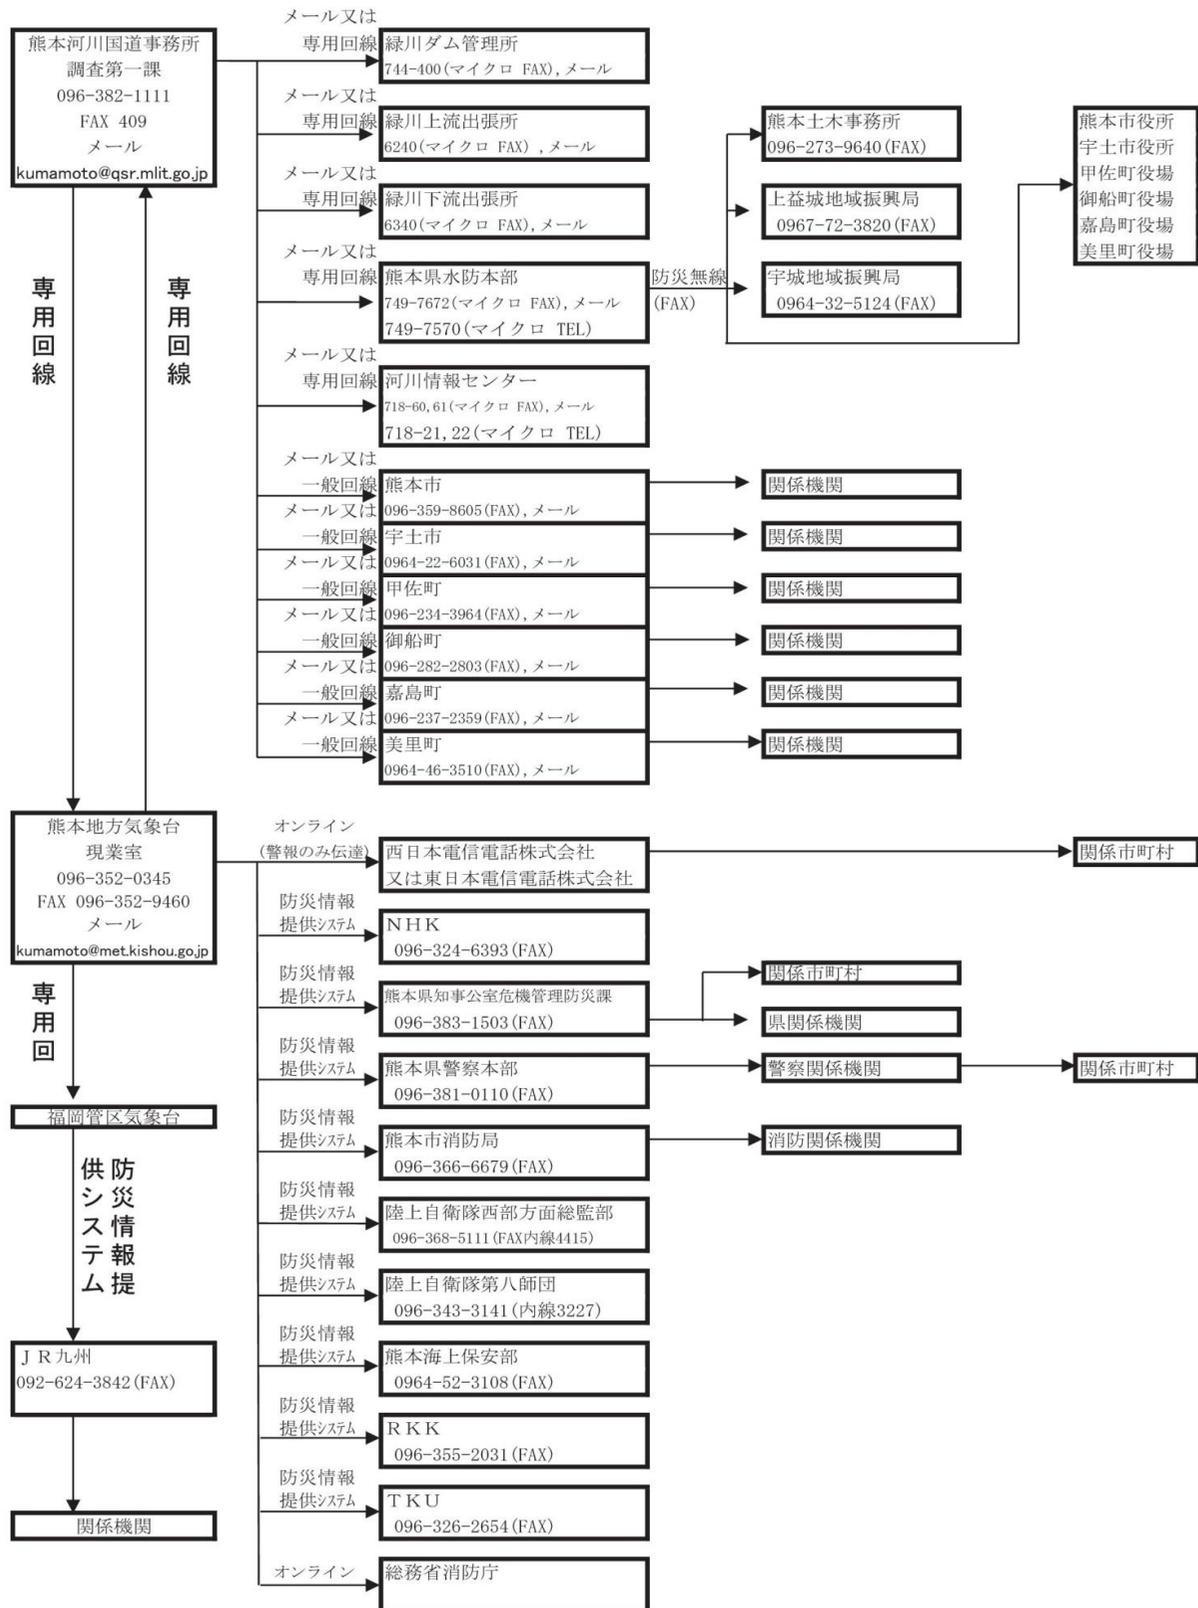 熊本河川国道事務所
調査第一課
096-382-1111
FAX 409
メール
kumamoto@qsr.mlit.go.jp
専用回線
専用回線
メール又は
専用回線
緑川ダム管理所
744-400(マイクロ FAX), メール
メール又は
専用回線
緑川上流出張所
6240(マイクロ FAX) , メール
メール又は
専用回線
緑川下流出張所
6340(マイクロ FAX), メール
メール又は
専用回線
熊本県水防本部
749-7672(マイクロ FAX), メール
749-7570(マイクロ TEL)
防災無線
(FAX)
熊本土木事務所
096-273-9640(FAX)
上益城地域振興局
0967-72-3820(FAX)
宇城地域振興局
0964-32-5124(FAX)
熊本市役所
宇土市役所
甲佐町役場
御船町役場
嘉島町役場
美里町役場
メール又は
専用回線
河川情報センター
718-60,61(マイクロ FAX), メール
718-21,22(マイクロ TEL)
メール又は
一般回線
熊本市
096-359-8605(FAX), メール
関係機関
メール又は
一般回線
宇土市
0964-22-6031(FAX), メール
関係機関
メール又は
一般回線
甲佐町
096-234-3964(FAX), メール
関係機関
メール又は
一般回線
御船町
096-282-2803(FAX), メール
関係機関
メール又は
一般回線
嘉島町
096-237-2359(FAX), メール
関係機関
メール又は
一般回線
美里町
0964-46-3510(FAX), メール
関係機関
熊本地方気象台
現業室
096-352-0345
FAX 096-352-9460
メール
kumamoto@met.kishou.go.jp
専用回
福岡管区気象台
防災情報提
供システム
ＪＲ九州
092-624-3842(FAX)
関係機関
オンライン
(警報のみ伝達)
西日本電信電話株式会社
又は東日本電信電話株式会社
関係市町村
防災情報
提供システム
ＮＨＫ
096-324-6393(FAX)
防災情報
提供システム
熊本県知事公室危機管理防災課
096-383-1503(FAX)
関係市町村
県関係機関
防災情報
提供システム
熊本県警察本部
096-381-0110(FAX)
警察関係機関
関係市町村
防災情報
提供システム
熊本市消防局
096-366-6679(FAX)
消防関係機関
防災情報
提供システム
陸上自衛隊西部方面総監部
096-368-5111(FAX内線4415)
防災情報
提供システム
陸上自衛隊第八師団
096-343-3141(内線3227)
防災情報
提供システム
熊本海上保安部
0964-52-3108(FAX)
防災情報
提供システム
ＲＫＫ
096-355-2031(FAX)
防災情報
提供システム
ＴＫＵ
096-326-2654(FAX)
オンライン
総務省消防庁